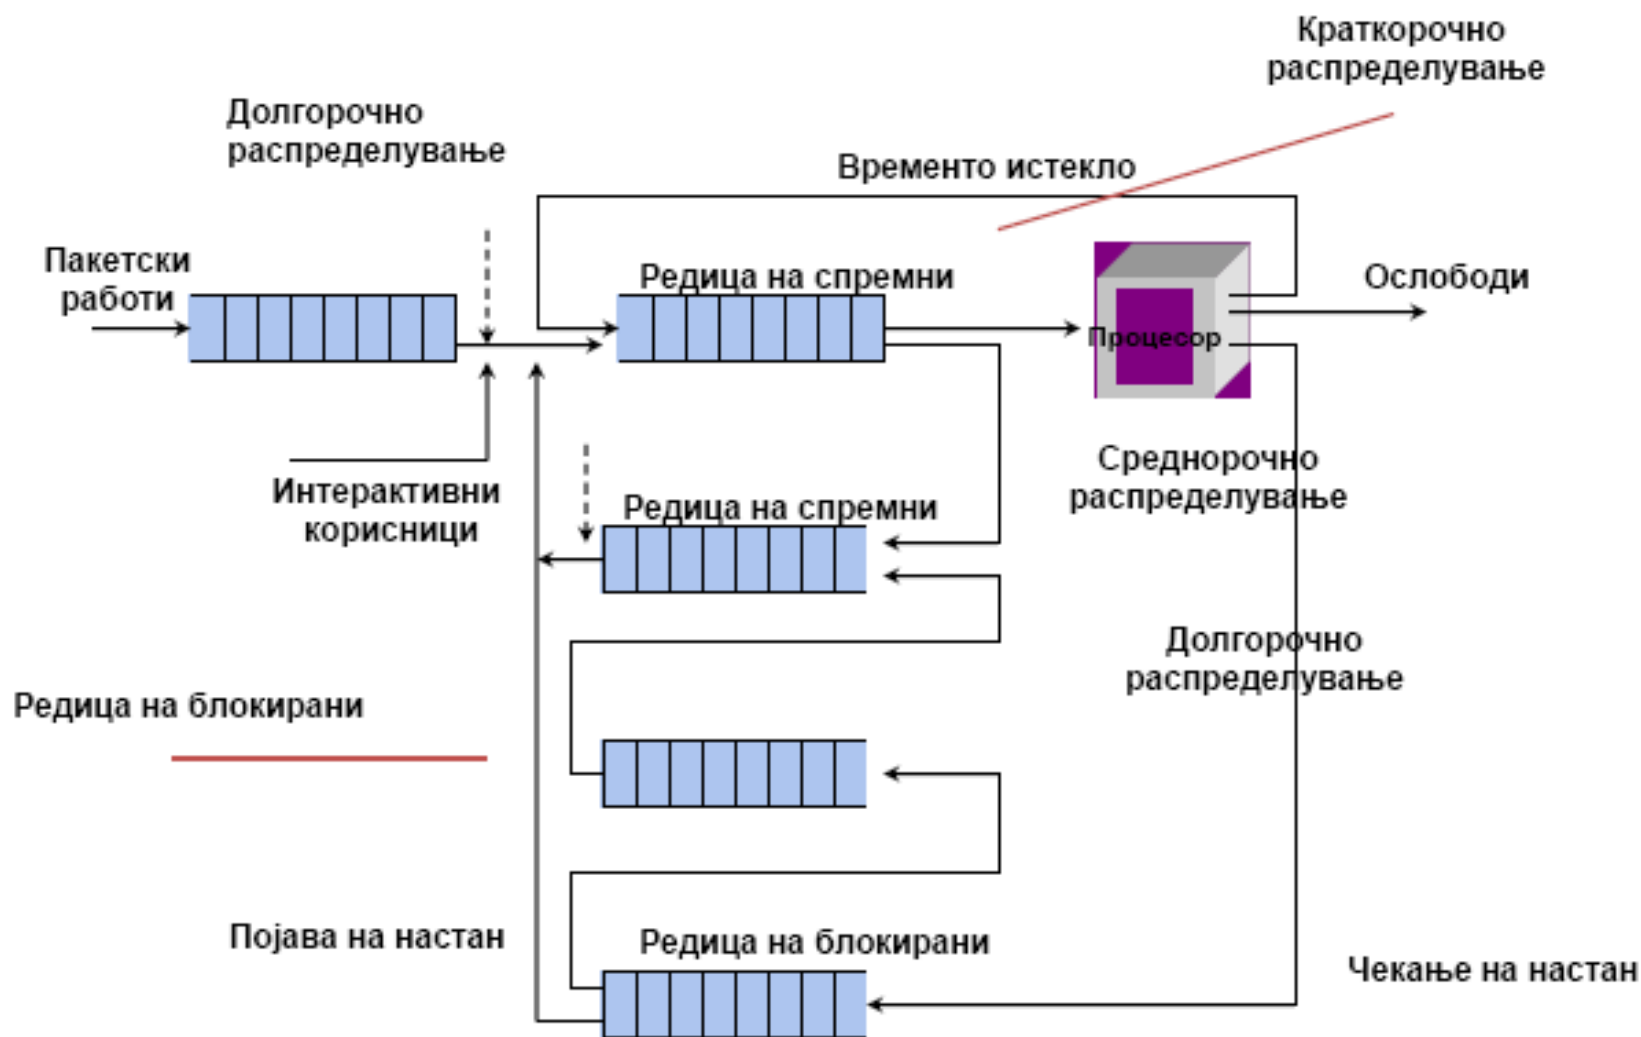 Краткорочно
распределување
Долгорочно
распределување
Времето истекло
Пакетски
работи
Редица на спремни
Ослободи
Процесор
Интерактивни
корисници
Редица на спремни
Среднорочно
распределување
Долгорочно
распределување
Редица на блокирани
Појава на настан
Редица на блокирани
Чекање на настан